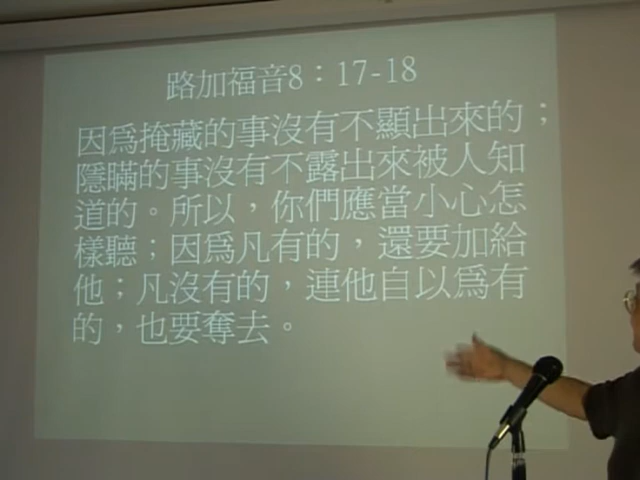 路加福音8：17-18
因為掩藏的事沒有不顯出來的；
隱瞞的事沒有不露出來被人知
道的。所以，你們應當小心怎
樣聽；因為凡有的，還要加給
他；凡沒有的，連他自以為有
的，也要奪去。